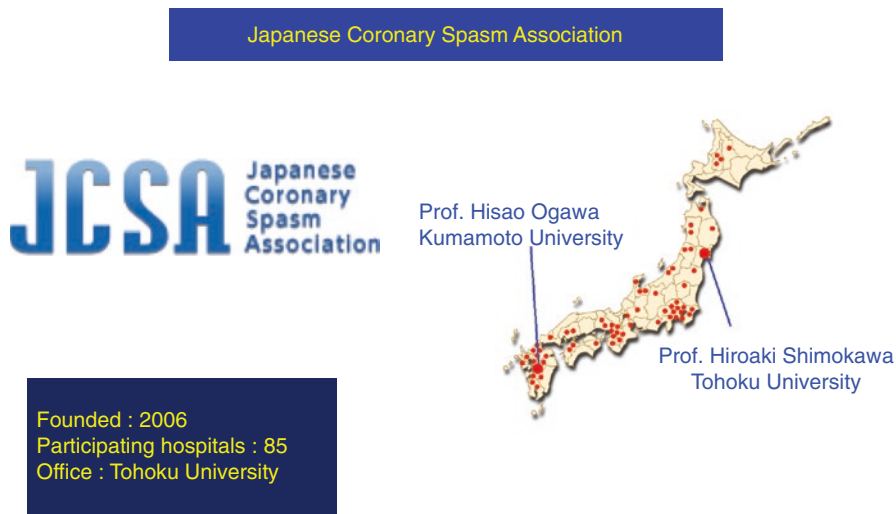 Japanese Coronary Spasm Association
JCSA
Japanese
Coronary
Spasm
Association
Prof. Hisao Ogawa
Kumamoto University
Prof. Hiroaki Shimokawa
Tohoku University
Founded : 2006
Participating hospitals : 85
Office : Tohoku University